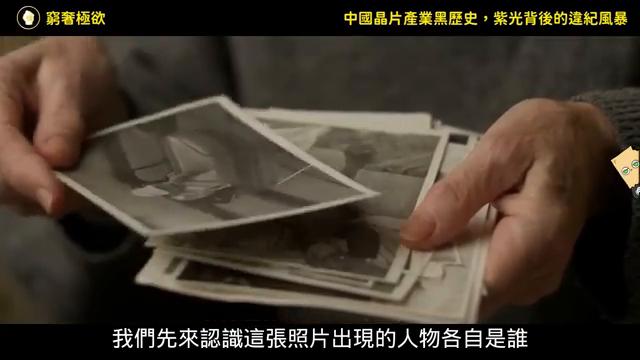 窮奢極欲
中國晶片產業黑歷史，紫光背後的違紀風暴
我們先來認識這張照片出現的人物各自是誰